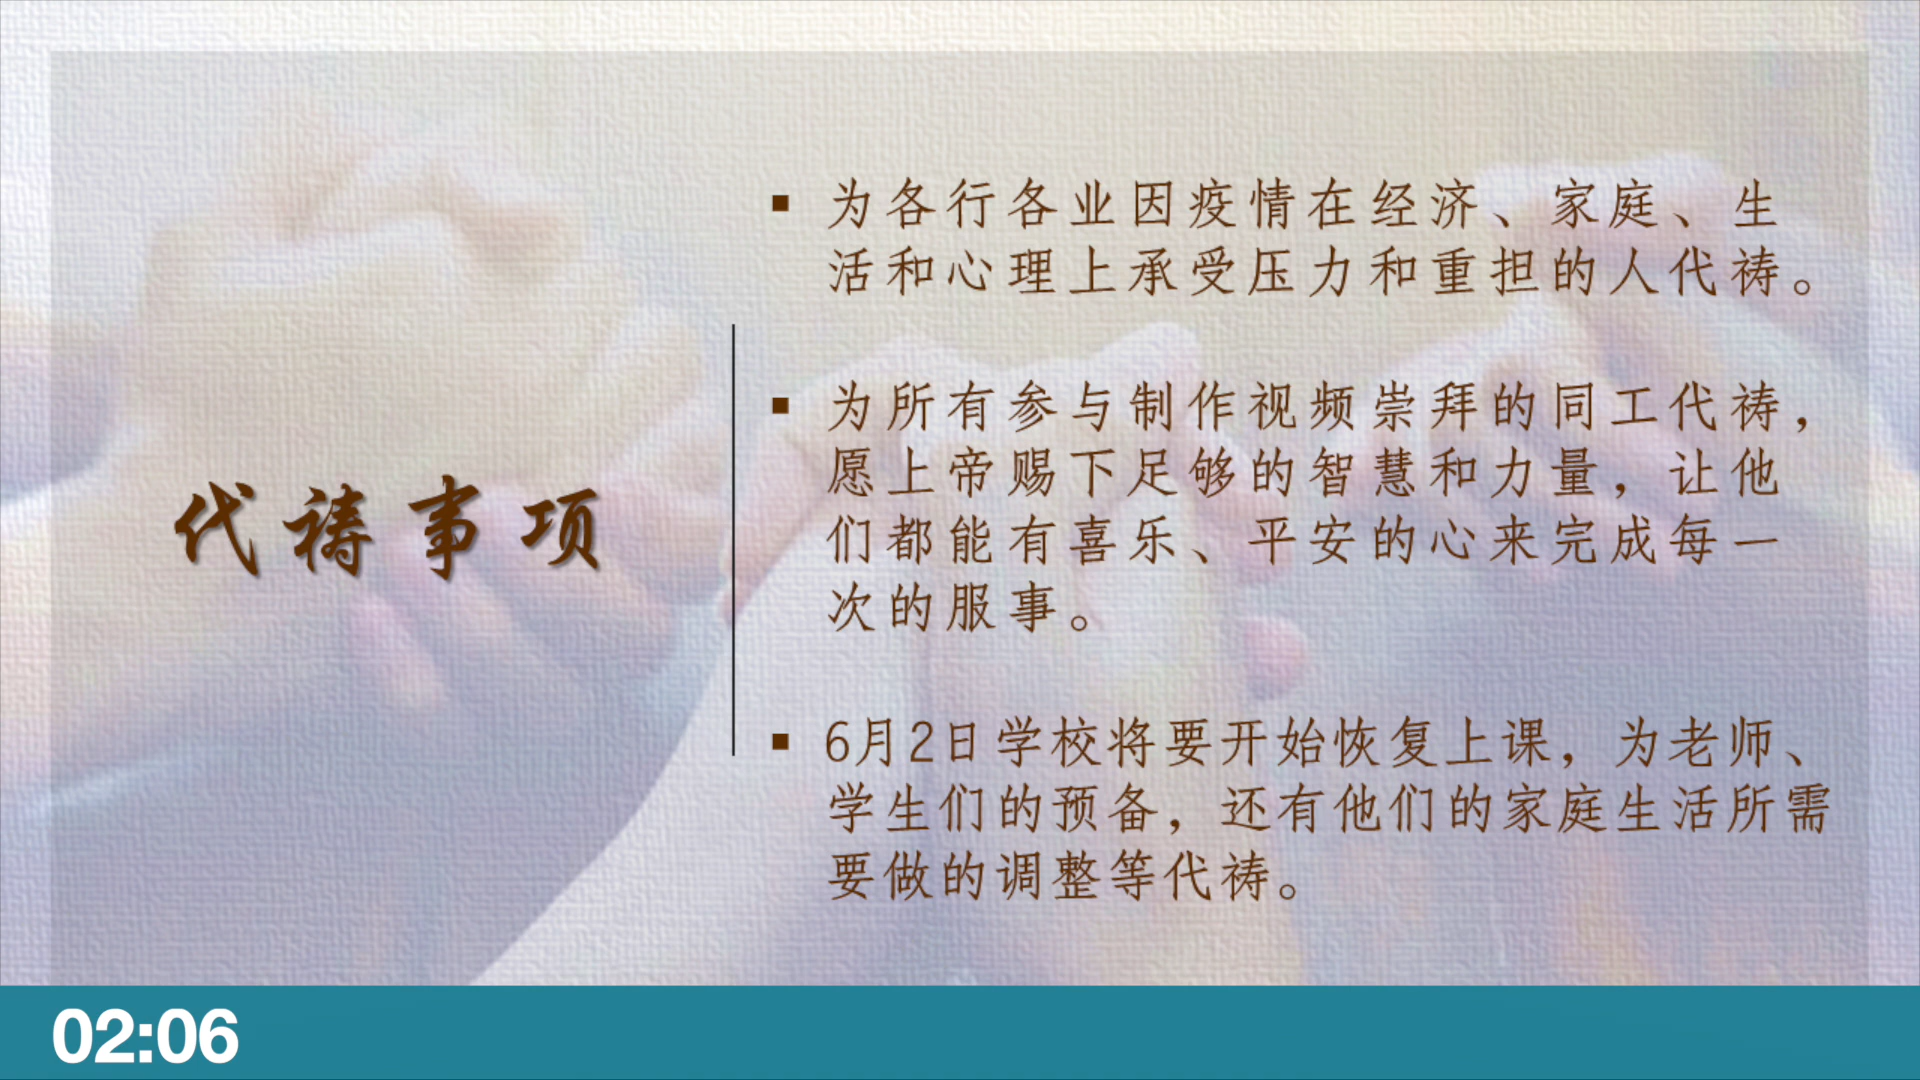 代祷事项
为各行各业因疫情在经济、家庭、生
活和心理上承受压力和重担的人代祷。
为所有参与制作视频崇拜的同工代祷，
愿上帝赐下足够的智慧和力量，让他
们都能有喜乐、平安的心来完成每一
次的服事。
6月2日学校将要开始恢复上课，为老师、
学生们的预备，还有他们的家庭生活所需
要做的调整等代祷。
02:06